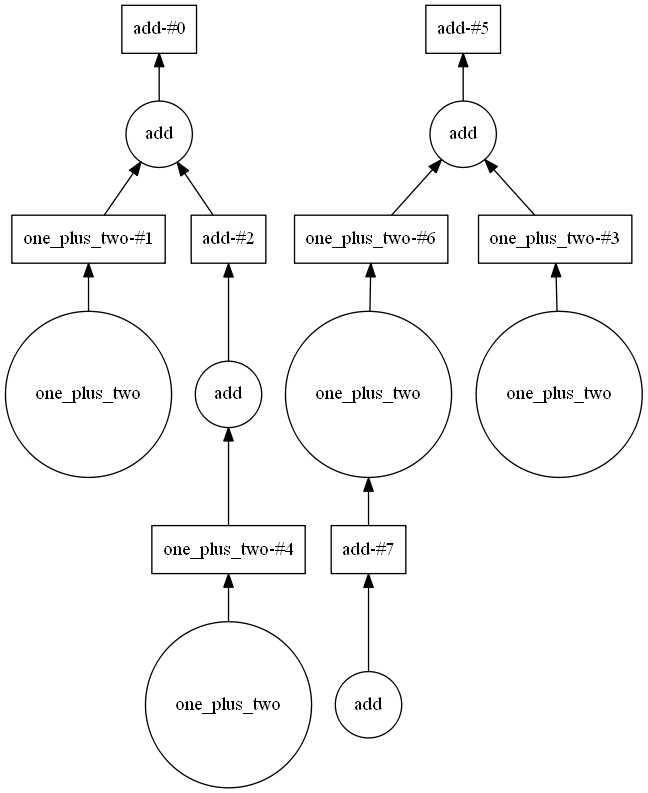 add-#0
add-#5
add
add
one_plus_two-#1
add-#2
one_plus_two-#6
one_plus_two-#3
one_plus_two
add
one_plus_two
one_plus_two
one_plus_two-#4
add-#7
one_plus_two
add